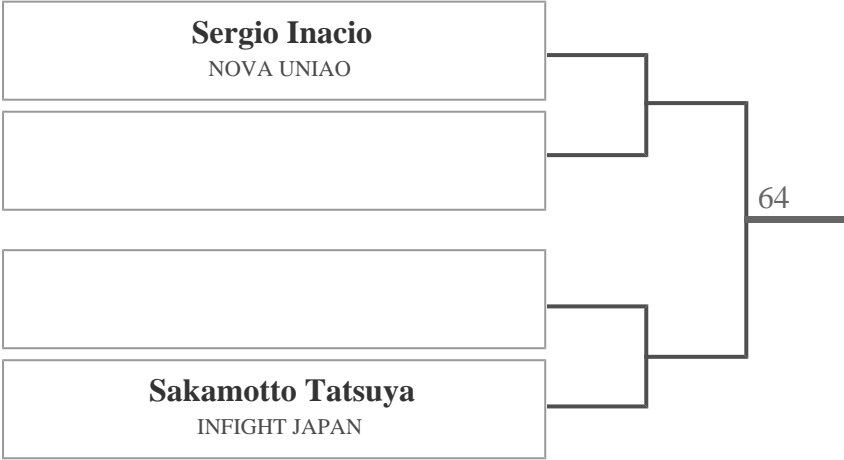 Sergio Inacio
NOVA UNIAO
64
Sakamotto Tatsuya
INFIGHT JAPAN